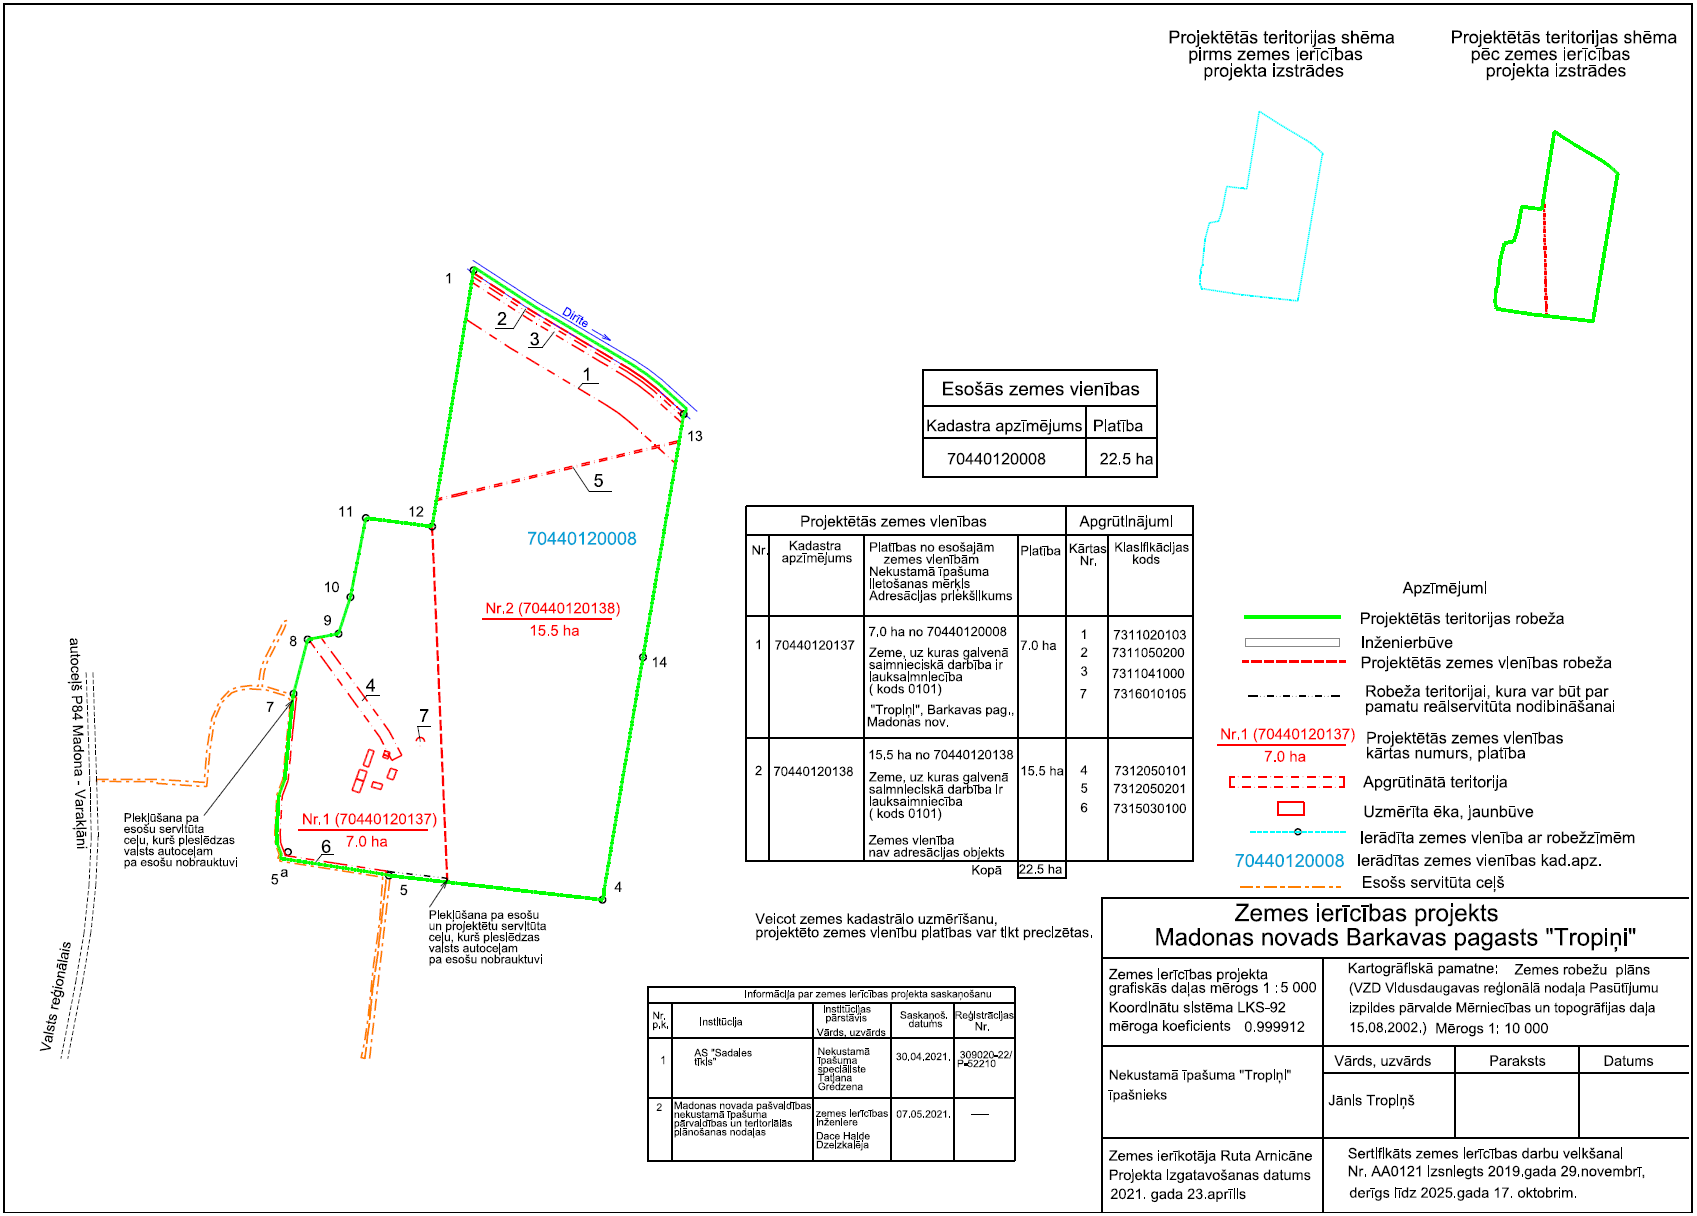 Projektētās teritorijas shēma
pirms zemes ierīcības
projekta izstrādes
Projektētās teritorijas shēma
pēc zemes ierīcības
projekta izstrādes
1
2
3
Dirīte
1
13
5
11
12
70440120008
10
9
8
Nr.2 (70440120138)
15.5 ha
14
4
7
7
autoceļš P84 Madona - Varakļāni
Valsts reģionālais
Piekļūšana pa
esošu servitūta
ceļu, kurš pieslēdzas
valsts autoceļam
pa esošu nobrauktuvi
Nr.1 (70440120137)
7.0 ha
6
5 a
5
4
Piekļūšana pa esošu
un projektētu servitūta
ceļu, kurš pieslēdzas
valsts autoceļam
pa esošu nobrauktuvi
Esošās zemes vienības
Kadastra apzīmējums Platība
70440120008 22.5 ha
Projektētās zemes vienības Apgrūtinājumi
Nr. Kadastra apzīmējums Platības no esošajām zemes vienībām Nekustamā īpašuma lietošanas mērķis Adresācijas priekšlikums Platība Kārtas Nr. Klasifikācijas kods
1 70440120137 7,0 ha no 70440120008 7.0 ha
Zeme, uz kuras galvenā
saimnieciskā darbība ir
lauksaimniecība
( kods 0101)
"Tropiņi", Barkavas pag.,
Madonas nov.
1 7311020103
2 7311050200
3 7311041000
7 7316010105
2 70440120138 15,5 ha no 70440120138 15.5 ha
Zeme, uz kuras galvenā
saimnieciskā darbība ir
lauksaimniecība
( kods 0101)
Zemes vienība
nav adresācijas objekts
4 7312050101
5 7312050201
6 7315030100
Kopā 22.5 ha
Veicot zemes kadastrālo uzmērīšanu,
projektēto zemes vienību platības var tikt precizētas.
Apzīmējumi
Projektētās teritorijas robeža
Inženierbūve
Projektētās zemes vienības robeža
Robeža teritorijai, kura var būt par
pamatu reālservitūta nodibināšanai
Nr.1 (70440120137)
7.0 ha
Projektētās zemes vienības
kārtas numurs, platība
Apgrūtinātā teritorija
Uzmērīta ēka, jaunbūve
Ierādīta zemes vienība ar robežzīmēm
70440120008 Ierādītas zemes vienības kad.apz.
Esošs servitūta ceļš
Informācija par zemes ierīcības projekta saskaņošanu
Nr. p.k. Institūcija Institūcijas pārstāvis Vārds, uzvārds Saskaņoš. datums Reģistrācijas Nr.
1 AS "Sadales tīkls" Nekustamā īpašuma speciāliste Tatjana Gredzena 30.04.2021. 309020-22/ P-52210
2 Madonas novada pašvaldības nekustamā īpašuma pārvaldības un teritoriālās plānošanas nodaļas zemes ierīcības inženiere Dace Haide Dzelzkalēja 07.05.2021. —
Zemes ierīcības projekts
Madonas novads Barkavas pagasts "Tropiņi"
Zemes ierīcības projekta
grafiskās daļas mērogs 1 : 5 000
Koordinātu sistēma LKS-92
mēroga koeficients 0.999912
Kartogrāfiskā pamatne: Zemes robežu plāns
(VZD Vidusdaugavas reģionālā nodaļa Pasūtījumu
izpildes pārvalde Mērniecības un topogrāfijas daļa
15.08.2002.) Mērogs 1: 10 000
Nekustamā īpašuma "Tropiņi"
īpašnieks
Vārds, uzvārds Paraksts Datums
Jānis Tropiņš
Zemes ierīkotāja Ruta Arnicāne
Projekta izgatavošanas datums
2021. gada 23.aprīlis
Sertifikāts zemes ierīcības darbu veikšanai
Nr. AA0121 izsniegts 2019.gada 29.novembrī,
derīgs līdz 2025.gada 17. oktobrim.